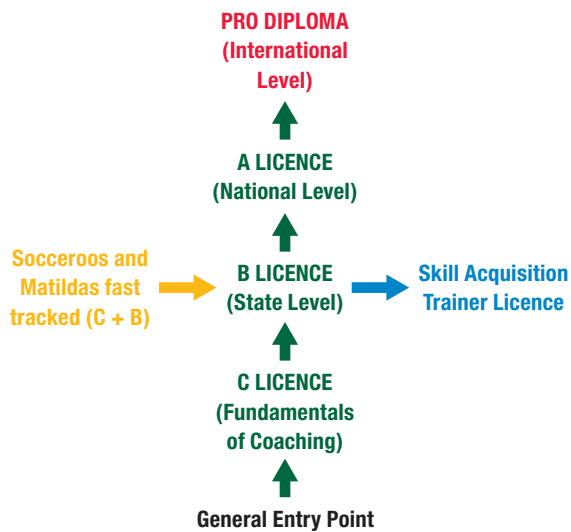 PRO DIPLOMA
(International
Level)
A LICENCE
(National Level)
Socceroos and
Matildas fast
tracked (C + B)
B LICENCE
(State Level)
Skill Acquisition
Trainer Licence
C LICENCE
(Fundamentals
of Coaching)
General Entry Point